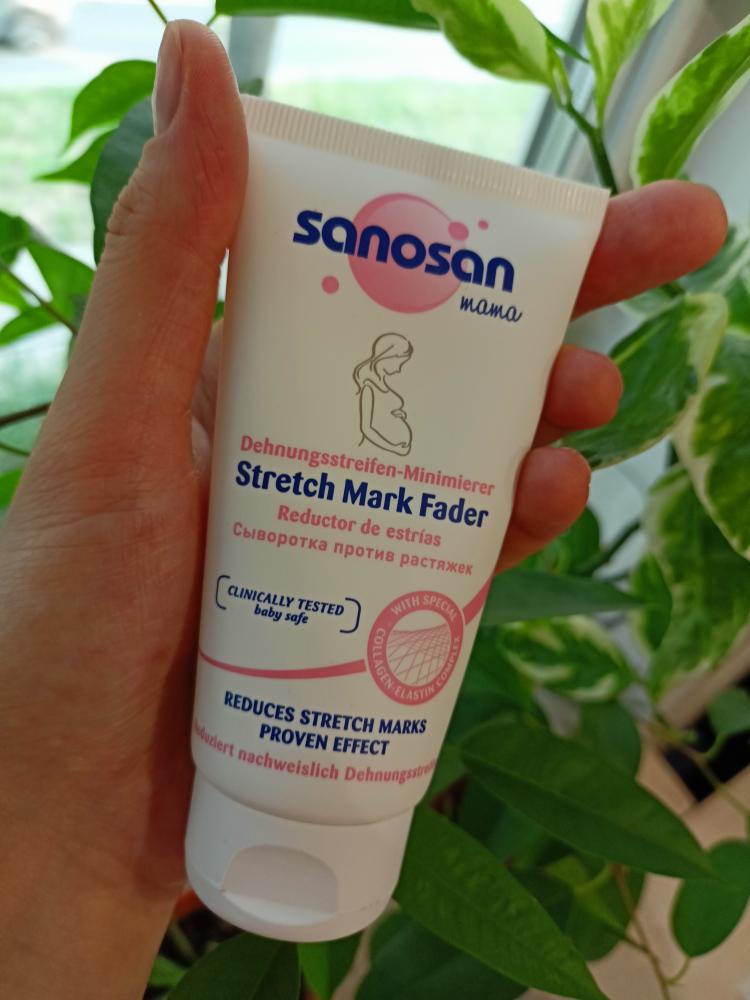 sanosan
mama
Dehnungsstreifen-Minimierer
Stretch Mark Fader
Reductor de estrías
Сыворотка против растяжек
CLINICALLY TESTED
baby safe
WITH SPECIAL
COLLAGEN-ELASTIN COMPLEX
REDUCES STRETCH MARKS
PROVEN EFFECT
nachweislich